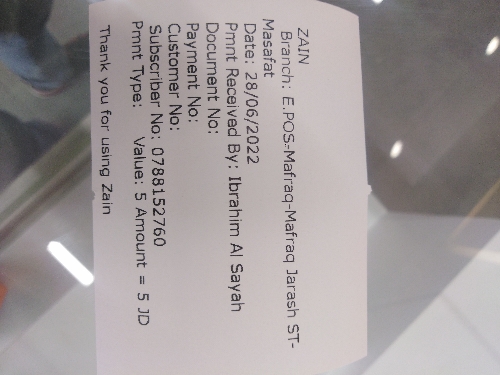 ZAIN
Branch: E.POS-Mafraq-Mafraq Jarash ST-
Masafat
Date: 28/06/2022
Pmnt Received By: Ibrahim Al Sayah
Document No:
Payment No:
Customer No:
Subscriber No: 0788152760
Pmnt Type: Value: 5 Amount = 5 JD
Thank you for using Zain